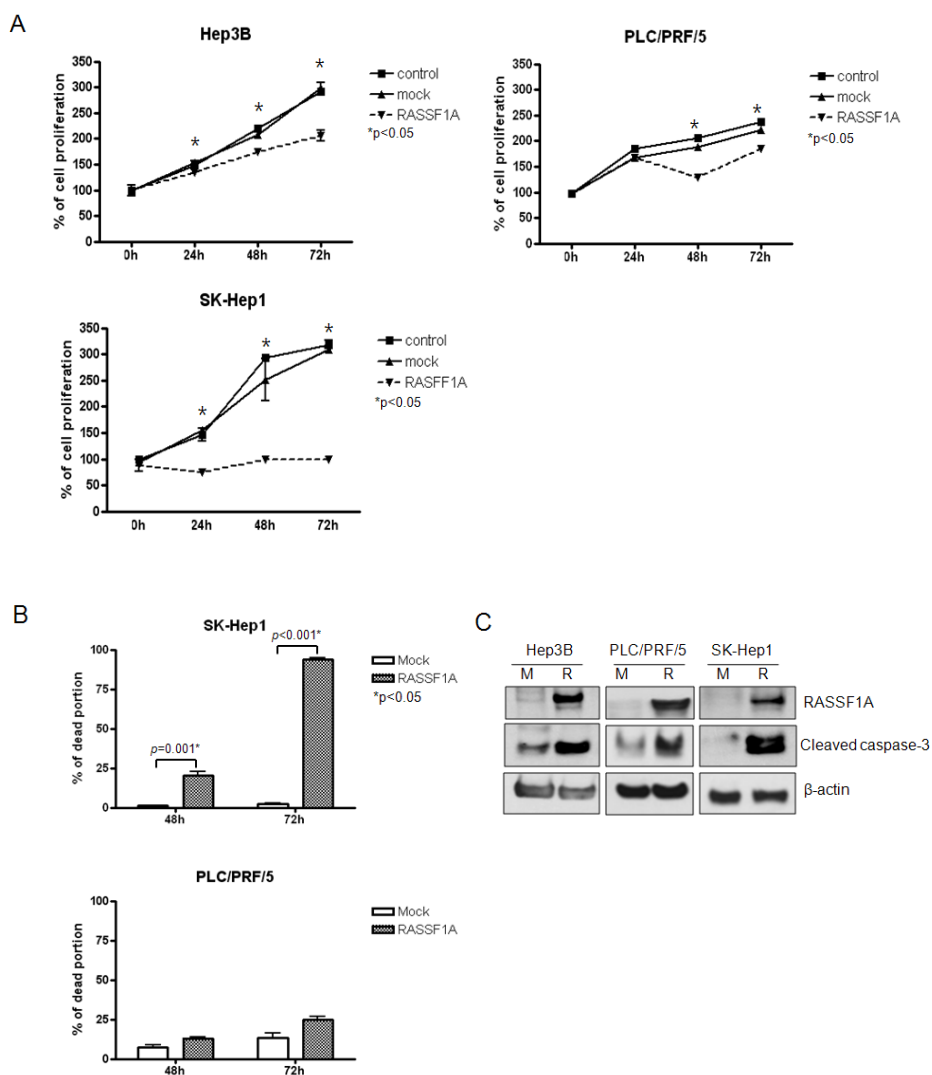 A
Hep3B
% of cell proliferation
350
300
250
200
150
100
50
0
0h 24h 48h 72h
* * *
control
mock
RASSF1A
*p<0.05
PLC/PRF/5
% of cell proliferation
350
300
250
200
150
100
50
0
0h 24h 48h 72h
* *
control
mock
RASSF1A
*p<0.05
SK-Hep1
% of cell proliferation
350
300
250
200
150
100
50
0
0h 24h 48h 72h
* * *
control
mock
RASFF1A
*p<0.05
B
SK-Hep1
% of dead portion
100
75
50
25
0
48h 72h
p=0.001*
p<0.001*
Mock
RASSF1A
*p<0.05
PLC/PRF/5
% of dead portion
100
75
50
25
0
48h 72h
Mock
RASSF1A
C
Hep3B PLC/PRF/5 SK-Hep1
M R M R M R
RASSF1A
Cleaved caspase-3
β-actin